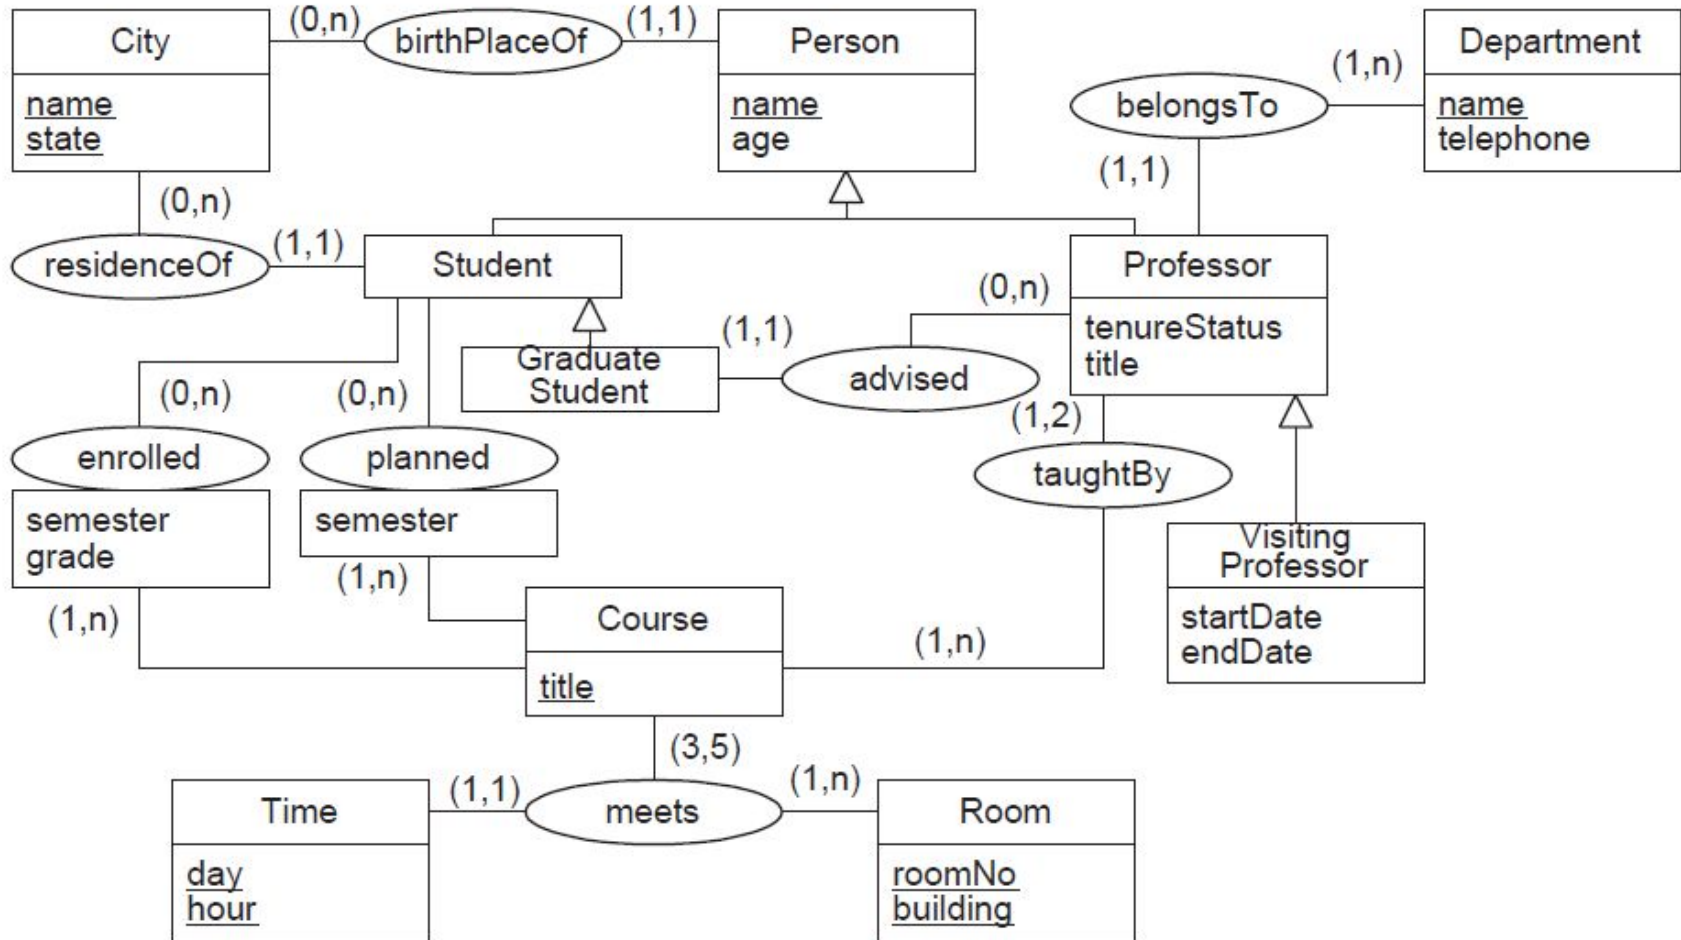 City
name
state
(0,n)
birthPlaceOf
(1,1)
Person
name
age
Department
name
telephone
(1,n)
belongsTo
(1,1)
(0,n)
residenceOf
(1,1)
Student
Professor
tenureStatus
title
(0,n)
(1,1)
Graduate
Student
advised
(0,n)
(0,n)
(1,2)
enrolled
semester
grade
planned
semester
taughtBy
Visiting
Professor
startDate
endDate
(1,n)
(1,n)
Course
title
(1,n)
(3,5)
Time
day
hour
(1,1)
meets
(1,n)
Room
roomNo
building